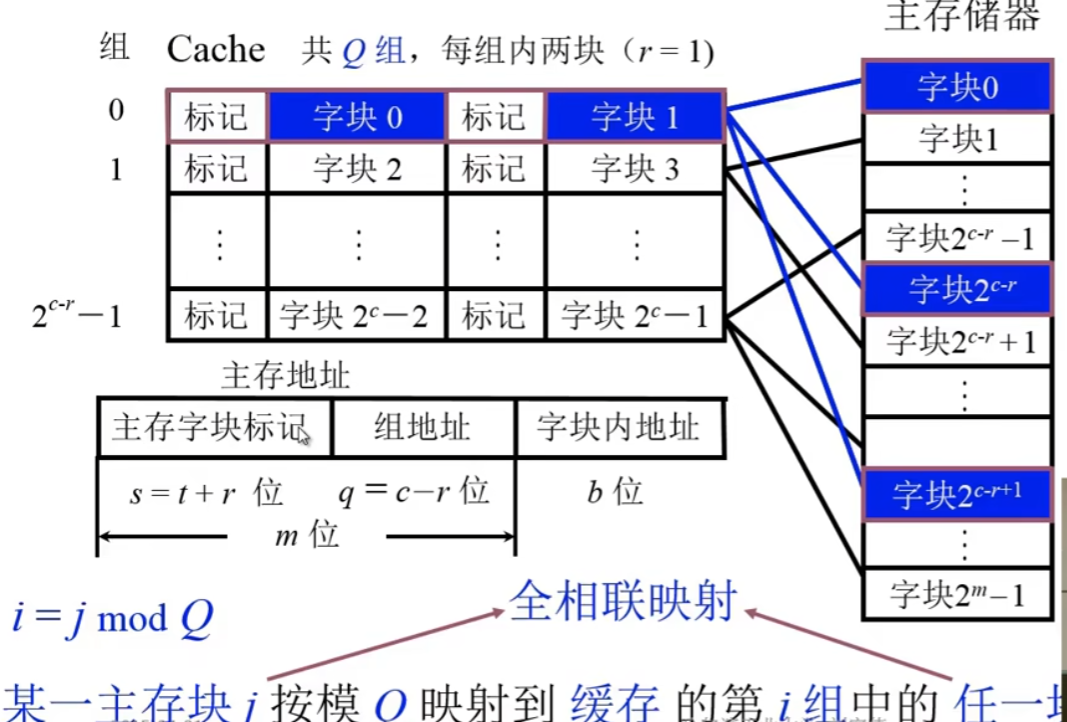 主存储器
组 Cache 共 Q 组，每组内两块（r = 1）
0 标记 字块 0 标记 字块 1
1 标记 字块 2 标记 字块 3
⋮ ⋮ ⋮ ⋮
2^{c-r}－1 标记 字块 2^c－2 标记 字块 2^c－1
字块0
字块1
⋮
字块2^{c-r} –1
字块2^{c-r}
字块2^{c-r} + 1
⋮
字块2^{c-r+1}
⋮
字块2^m–1
主存地址
主存字块标记 组地址 字块内地址
s = t + r 位 q = c–r 位 b 位
m 位
i = j mod Q
全相联映射
某一主存块 j 按模 Q 映射到 缓存 的第 i 组中的 任一块